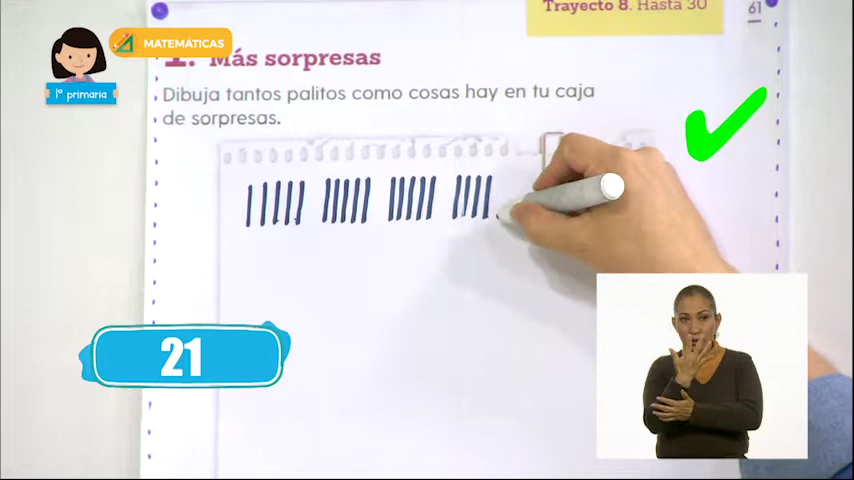 Trayecto 8. Hasta 30
61
MATEMÁTICAS
1° primaria
1. Más sorpresas
Dibuja tantos palitos como cosas hay en tu caja
de sorpresas.
21